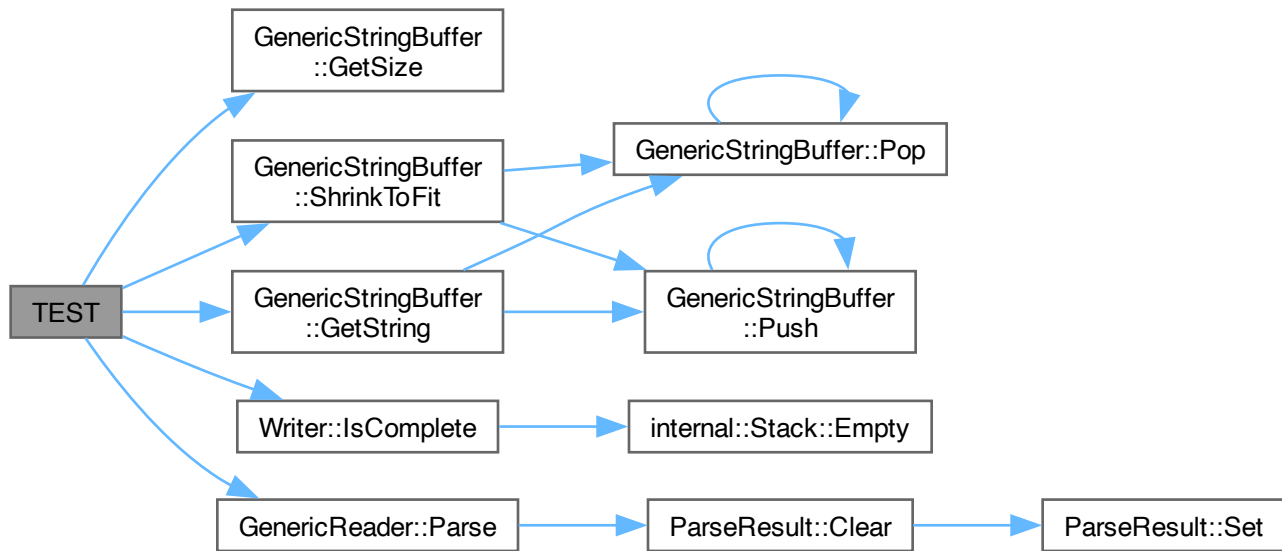 GenericStringBuffer
::GetSize
GenericStringBuffer
::ShrinkToFit
GenericStringBuffer::Pop
TEST
GenericStringBuffer
::GetString
GenericStringBuffer
::Push
Writer::IsComplete
internal::Stack::Empty
GenericReader::Parse
ParseResult::Clear
ParseResult::Set